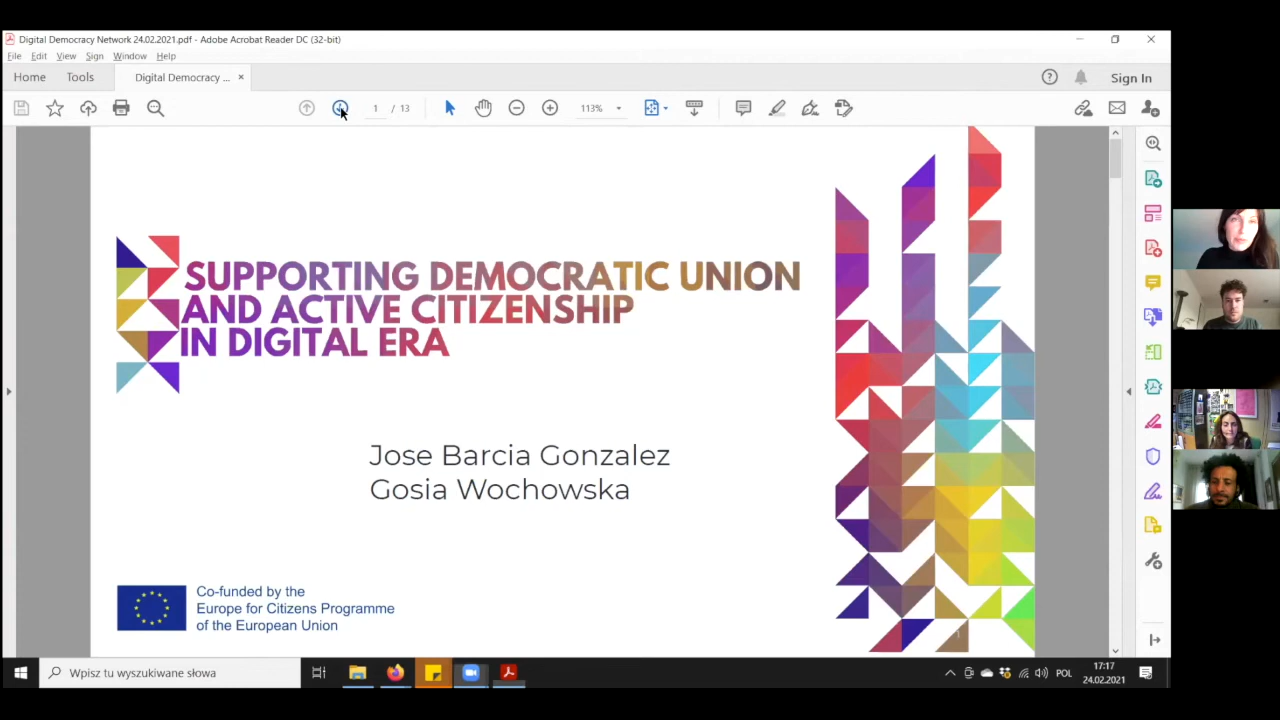 Digital Democracy Network 24.02.2021.pdf - Adobe Acrobat Reader DC (32-bit)
File Edit View Sign Window Help
Home Tools Digital Democracy ... × Sign In
1 / 13 113%
SUPPORTING DEMOCRATIC UNION
AND ACTIVE CITIZENSHIP
IN DIGITAL ERA
Jose Barcia Gonzalez
Gosia Wochowska
Co-funded by the
Europe for Citizens Programme
of the European Union
1
Wpisz tu wyszukiwane słowa
POL
17:17
24.02.2021